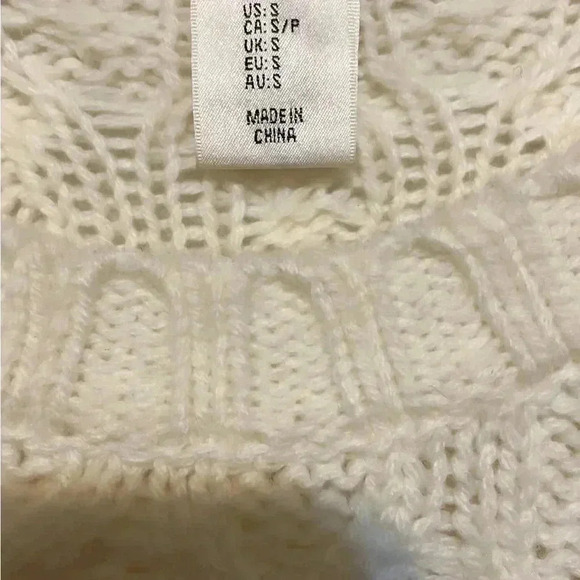 US: S
CA: S/P
UK: S
EU: S
AU: S
MADE IN
CHINA